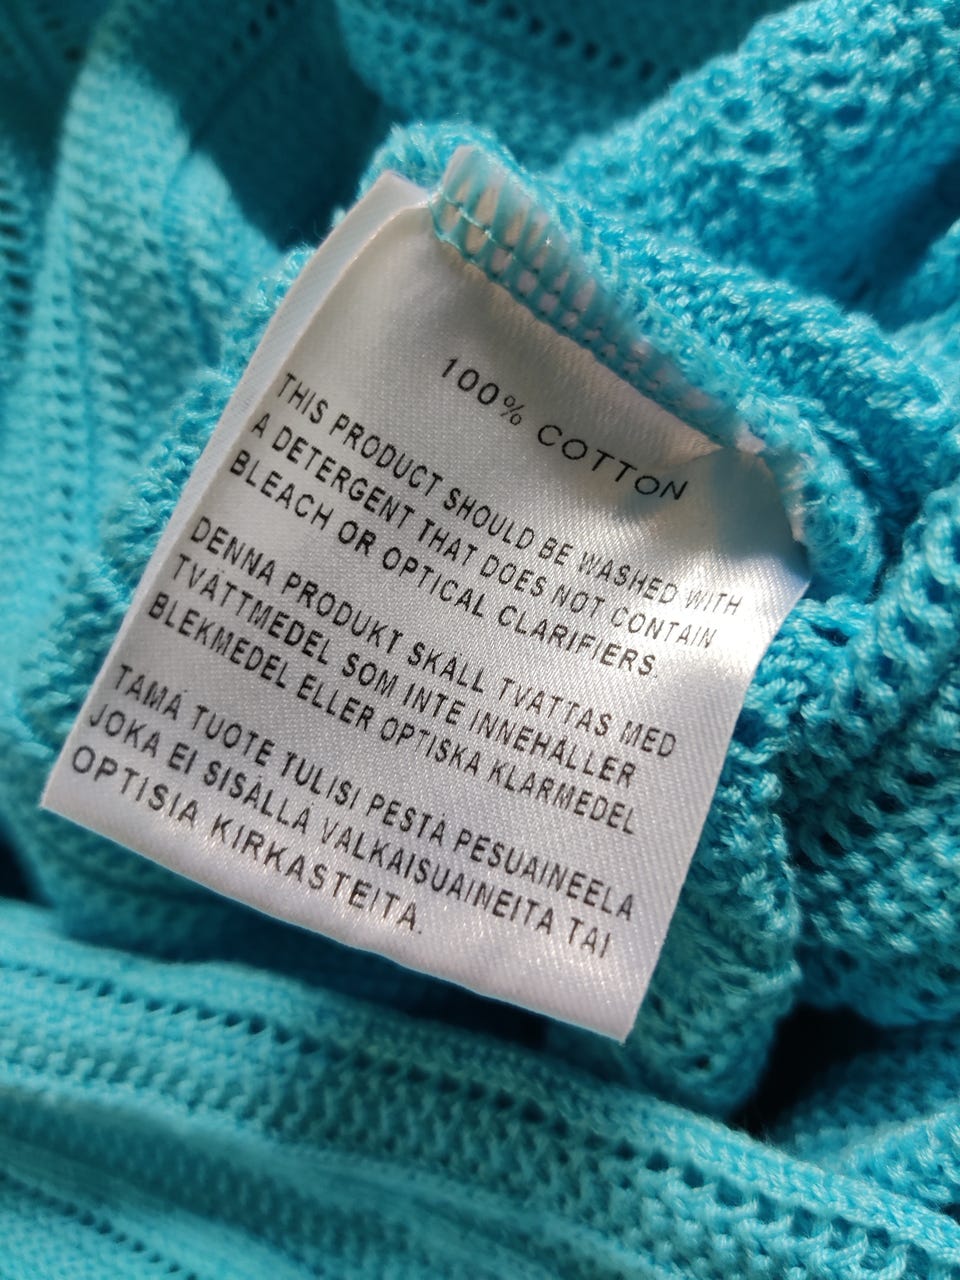 100% COTTON
THIS PRODUCT SHOULD BE WASHED WITH
A DETERGENT THAT DOES NOT CONTAIN
BLEACH OR OPTICAL CLARIFIERS.
DENNA PRODUKT SKALL TVATTAS MED
TVATTMEDEL SOM INTE INNEHALLER
BLEKMEDEL ELLER OPTISKA KLARMEDEL
TAMÁ TUOTE TULISI PESTA PESUAINEELA
JOKA EI SISÁLLÁ VALKAISUAINEITA TAI
OPTISIA KIRKASTEITA.